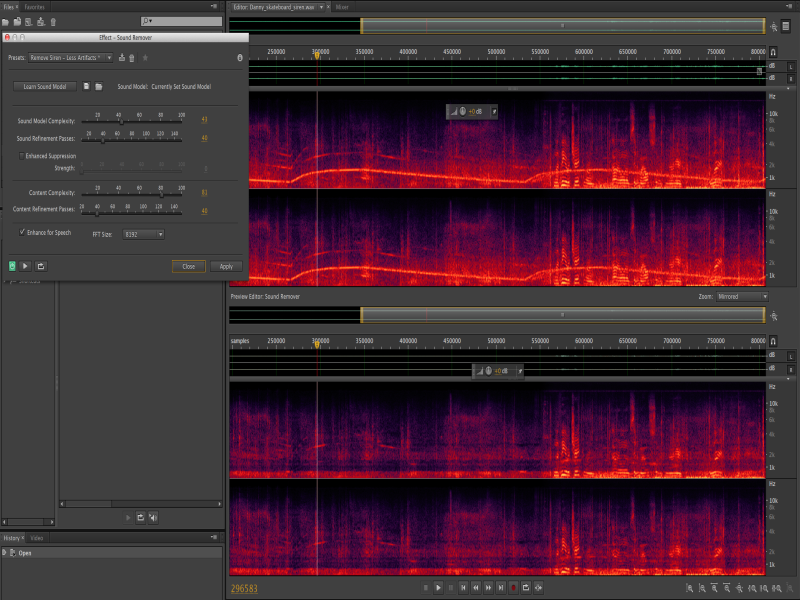 Files × Favorites
Editor: Danny_skateboard_siren.wav × Mixer
Effect – Sound Remover
Presets: Remove Siren – Less Artifacts *
Learn Sound Model Sound Model: Currently Set Sound Model
20 40 60 80 100
Sound Model Complexity: 43
20 40 60 80 100 120 140
Sound Refinement Passes:
Enhanced Suppression
Strength:
20 40 60 80 100
Content Complexity:
20 40 60 80 100 120 140
Content Refinement Passes: 40
Enhance for Speech FFT Size: 8192
Close Apply
250000 300000 350000 400000 450000 500000 550000 600000 650000 700000 750000 80000
dB L
dB R
+0 dB
Hz
10k
8k
6k
4k
2k
1k
Hz
10k
8k
6k
4k
2k
1k
Preview Editor: Sound Remover Zoom: Mirrored
samples 250000 300000 350000 400000 450000 500000 550000 600000 650000 700000 750000 80000
dB L
dB R
+0 dB
Hz
10k
8k
6k
4k
2k
1k
Hz
10k
8k
6k
4k
2k
1k
History × Video
Open
296583